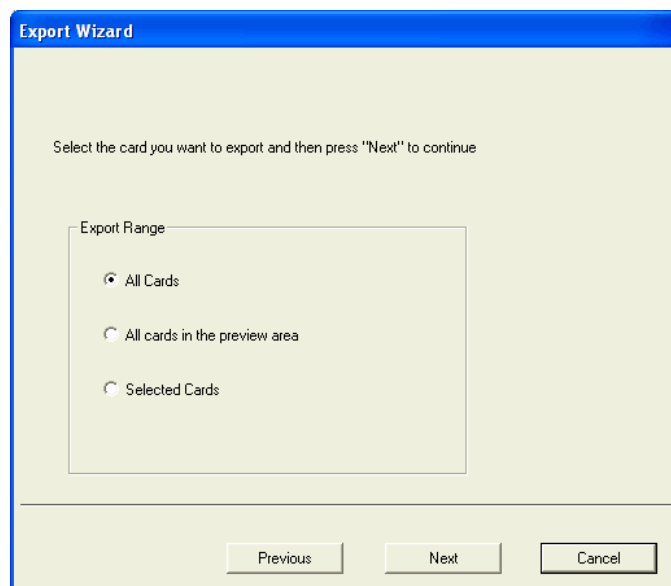 Export Wizard
Select the card you want to export and then press "Next" to continue
Export Range
All Cards
All cards in the preview area
Selected Cards
Previous
Next
Cancel